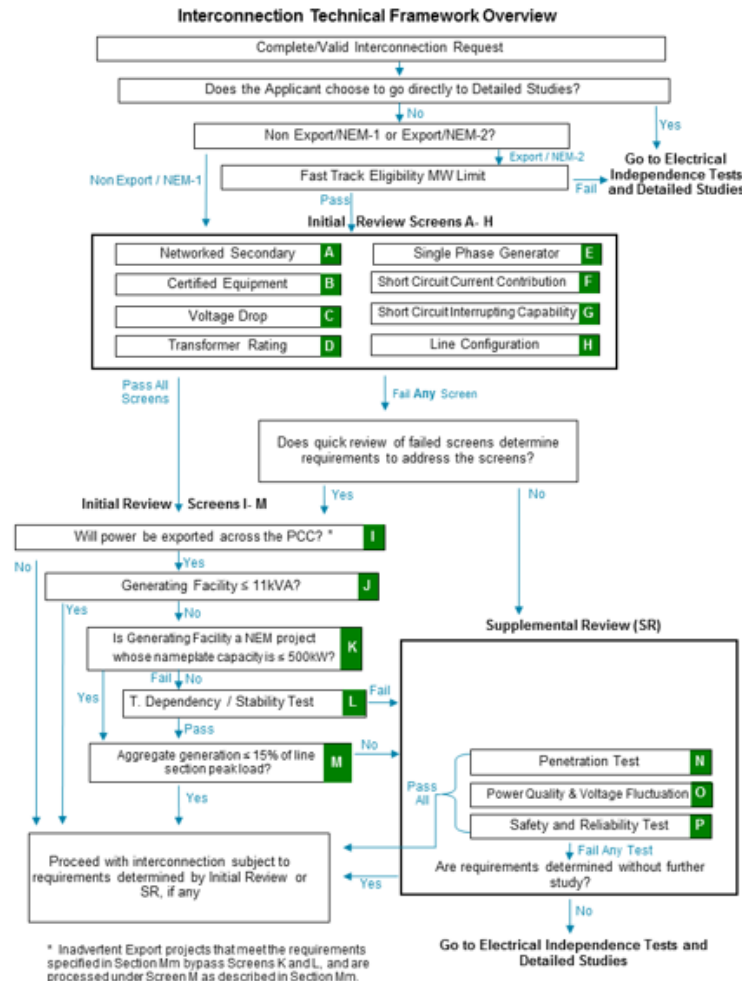 Interconnection Technical Framework Overview
Complete/Valid Interconnection Request
Does the Applicant choose to go directly to Detailed Studies?
No
Yes
Non Export/NEM-1 or Export/NEM-2?
Export / NEM-2
Go to Electrical
Independence Tests
and Detailed Studies
Non Export / NEM-1
Fast Track Eligibility MW Limit
Fail
Pass
Initial Review Screens A- H
Networked Secondary A
Single Phase Generator E
Certified Equipment B
Short Circuit Current Contribution F
Voltage Drop C
Short Circuit Interrupting Capability G
Transformer Rating D
Line Configuration H
Pass All
Screens
Fail Any Screen
Does quick review of failed screens determine
requirements to address the screens?
Yes
No
Initial Review Screens I- M
Will power be exported across the PCC? * I
No
Yes
Generating Facility ≤ 11kVA? J
Yes
No
Supplemental Review (SR)
Is Generating Facility a NEM project
whose nameplate capacity is ≤ 500kW? K
Fail No
Yes
T. Dependency / Stability Test L
Fail
Pass
Aggregate generation ≤ 15% of line
section peak load? M
No
Yes
Penetration Test N
Pass
All
Power Quality & Voltage Fluctuation O
Safety and Reliability Test P
Fail Any Test
Are requirements determined without further
study?
Yes
No
Proceed with interconnection subject to
requirements determined by Initial Review or
SR, if any
Go to Electrical Independence Tests and
Detailed Studies
* Inadvertent Export projects that meet the requirements
specified in Section Mm bypass Screens K and L, and are
processed under Screen M as described in Section Mm.